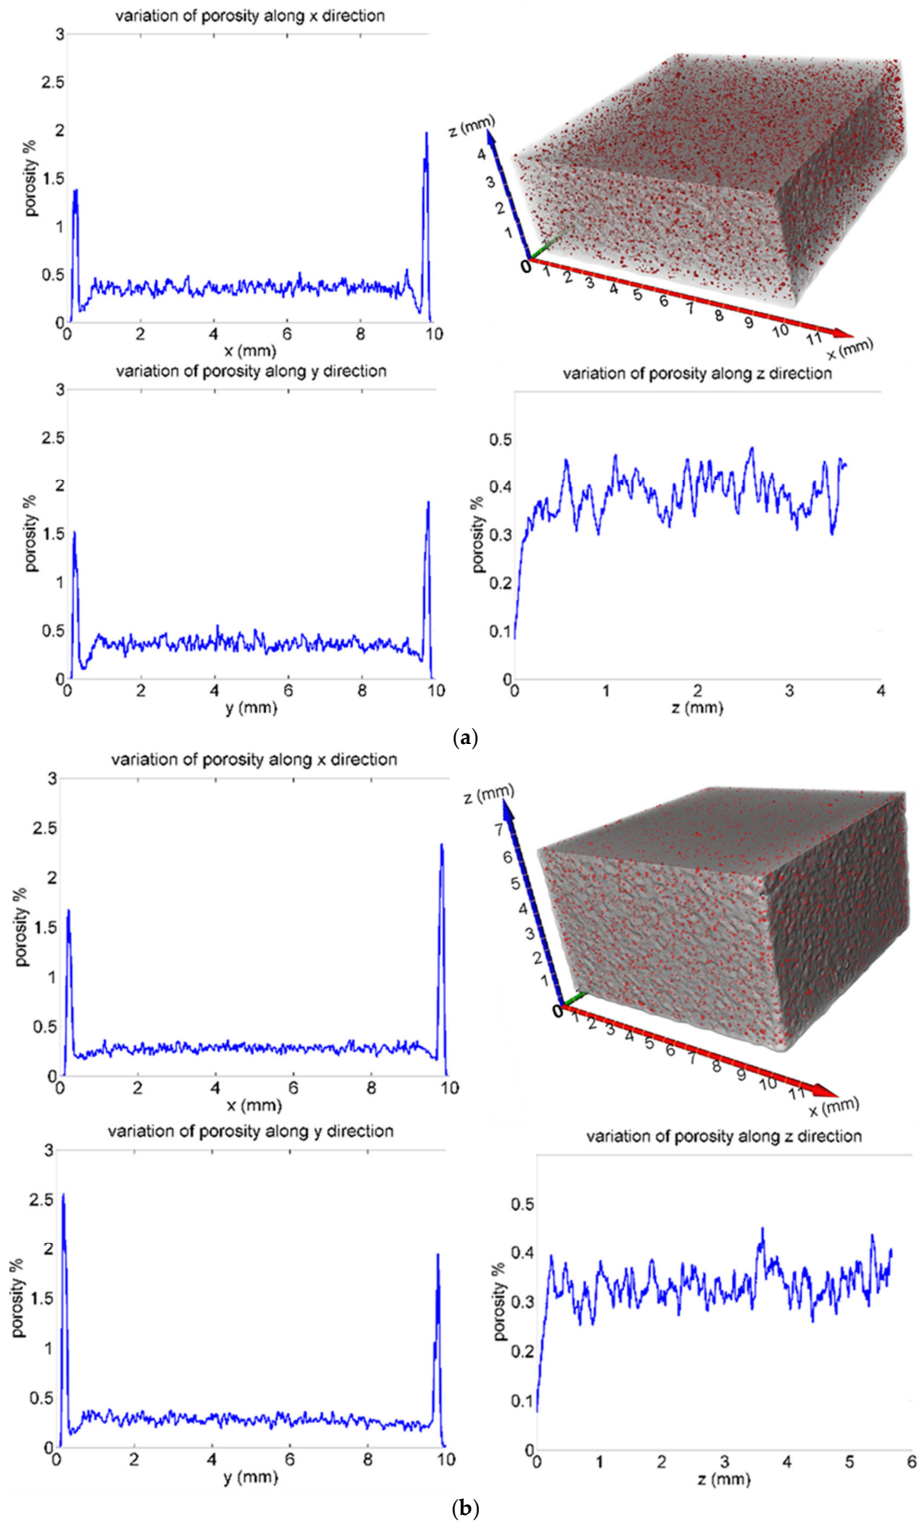 variation of porosity along x direction
3
2.5
2
1.5
1
0.5
0
porosity %
0 2 4 6 8 10
x (mm)
z (mm)
4
3
2
1
0
1 2 3 4 5 6 7 8 9 10 11
x (mm)
variation of porosity along y direction
3
2.5
2
1.5
1
0.5
0
porosity %
0 2 4 6 8 10
y (mm)
variation of porosity along z direction
0.5
0.4
0.3
0.2
0.1
0
porosity %
0 1 2 3 4
z (mm)
(a)
variation of porosity along x direction
3
2.5
2
1.5
1
0.5
0
porosity %
0 2 4 6 8 10
x (mm)
z (mm)
7
6
5
4
3
2
1
0
1 2 3 4 5 6 7 8 9 10 11
x (mm)
variation of porosity along y direction
3
2.5
2
1.5
1
0.5
0
porosity %
0 2 4 6 8 10
y (mm)
variation of porosity along z direction
0.5
0.4
0.3
0.2
0.1
0
porosity %
0 1 2 3 4 5 6
z (mm)
(b)